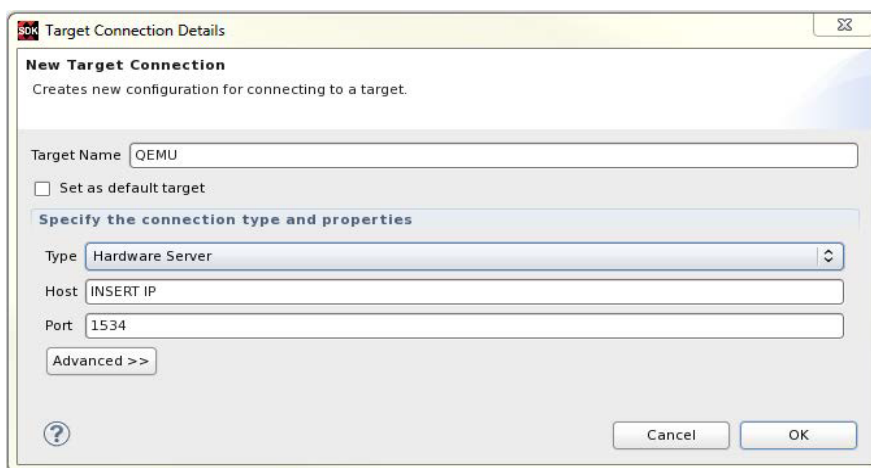 SDK Target Connection Details
New Target Connection
Creates new configuration for connecting to a target.
Target Name QEMU
Set as default target
Specify the connection type and properties
Type Hardware Server
Host INSERT IP
Port 1534
Advanced >>
? Cancel OK